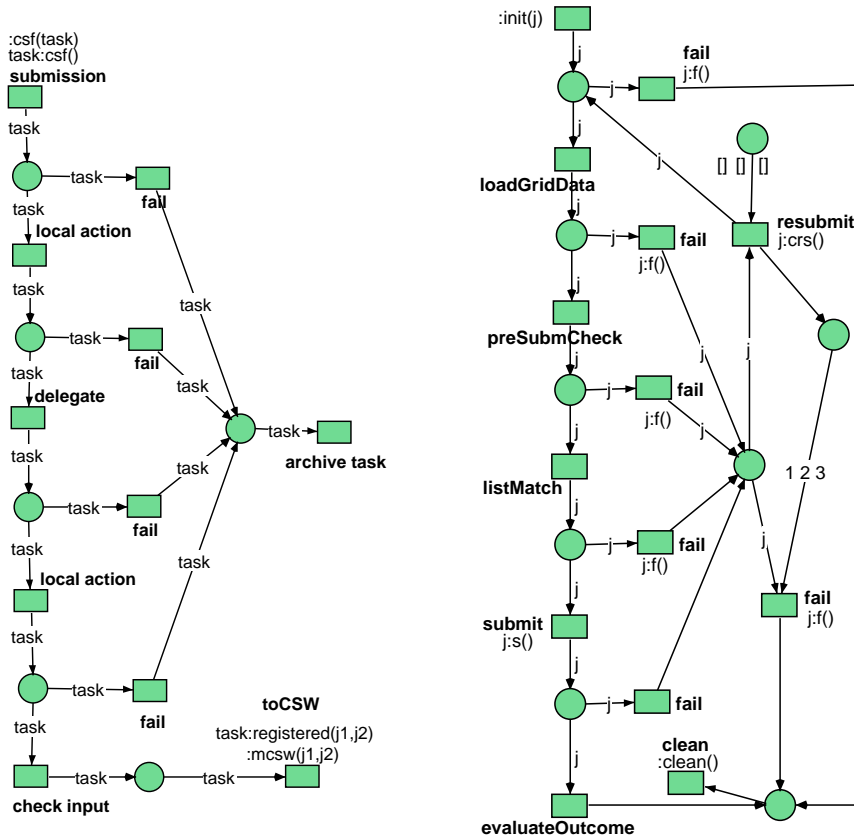 :csf(task)
task:csf()
submission
task
task
fail
task
local action
task
task
task
fail
task
task
delegate
task
archive task
task
task
task
fail
task
local action
task
task
task
fail
task
toCSW
task:registered(j1,j2)
:mcsw(j1,j2)
task
task
check input
:init(j)
j
fail
j:f()
j
j
j
[] [] []
loadGridData
j
resubmit
j:crs()
j
fail
j:f()
j
j
preSubmCheck
j
j
j
fail
j:f()
j
j
j
listMatch
1 2 3
j
j
fail
j:f()
j
j
submit
j:s()
fail
j:f()
j
j
fail
j
clean
:clean()
evaluateOutcome